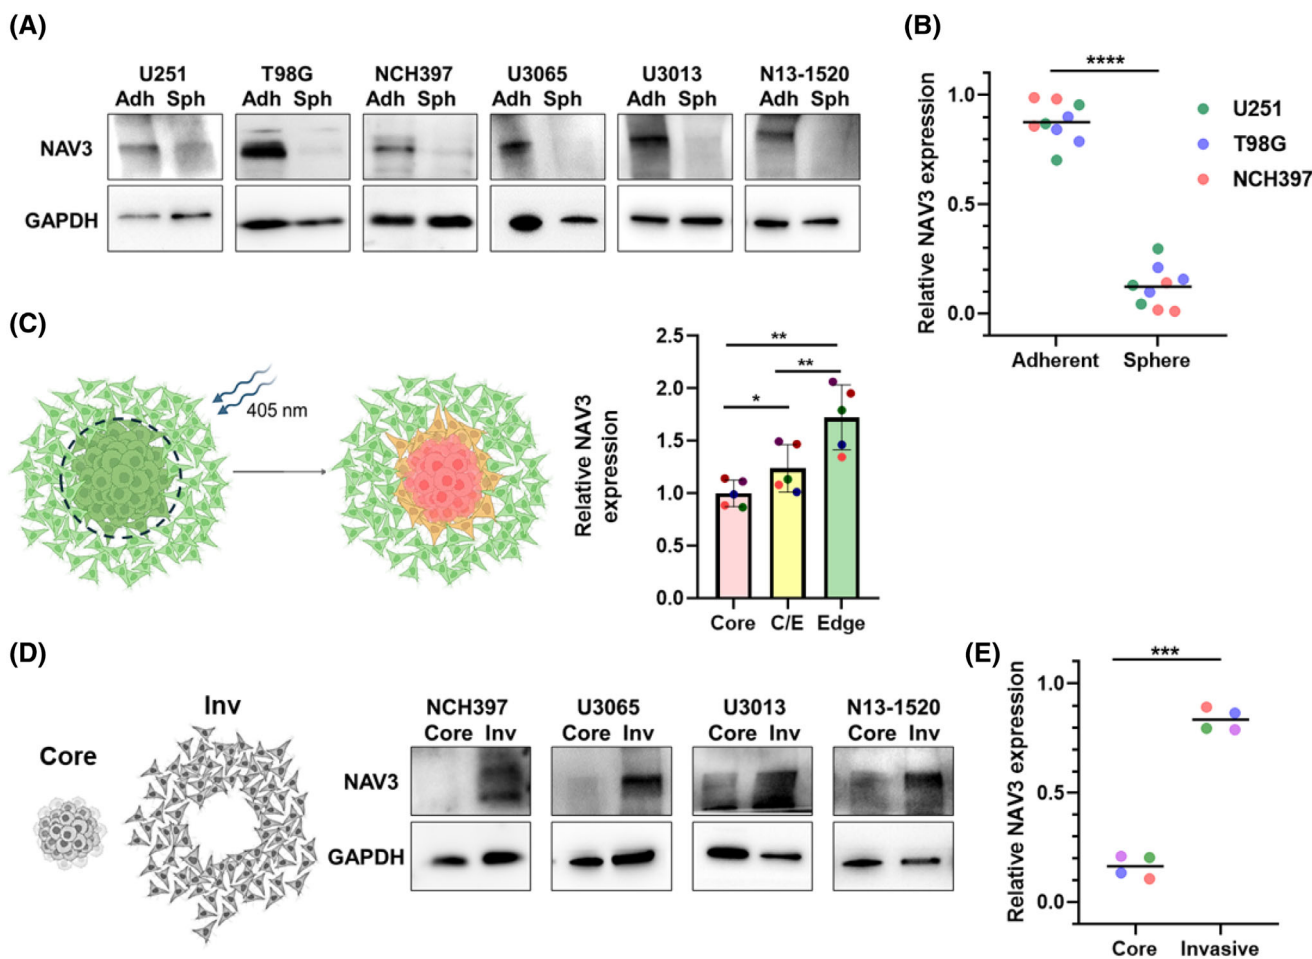 (A)
U251 T98G NCH397 U3065 U3013 N13-1520
Adh Sph Adh Sph Adh Sph Adh Sph Adh Sph Adh Sph
NAV3
GAPDH
(B)
****
Relative NAV3 expression
1.0
0.5
0.0
Adherent Sphere
U251
T98G
NCH397
(C)
405 nm
Relative NAV3
expression
2.5
2.0
1.5
1.0
0.5
0.0
**
**
*
Core C/E Edge
(D)
Core
Inv
NCH397 U3065 U3013 N13-1520
Core Inv Core Inv Core Inv Core Inv
NAV3
GAPDH
(E)
***
Relative NAV3 expression
1.0
0.5
0.0
Core Invasive